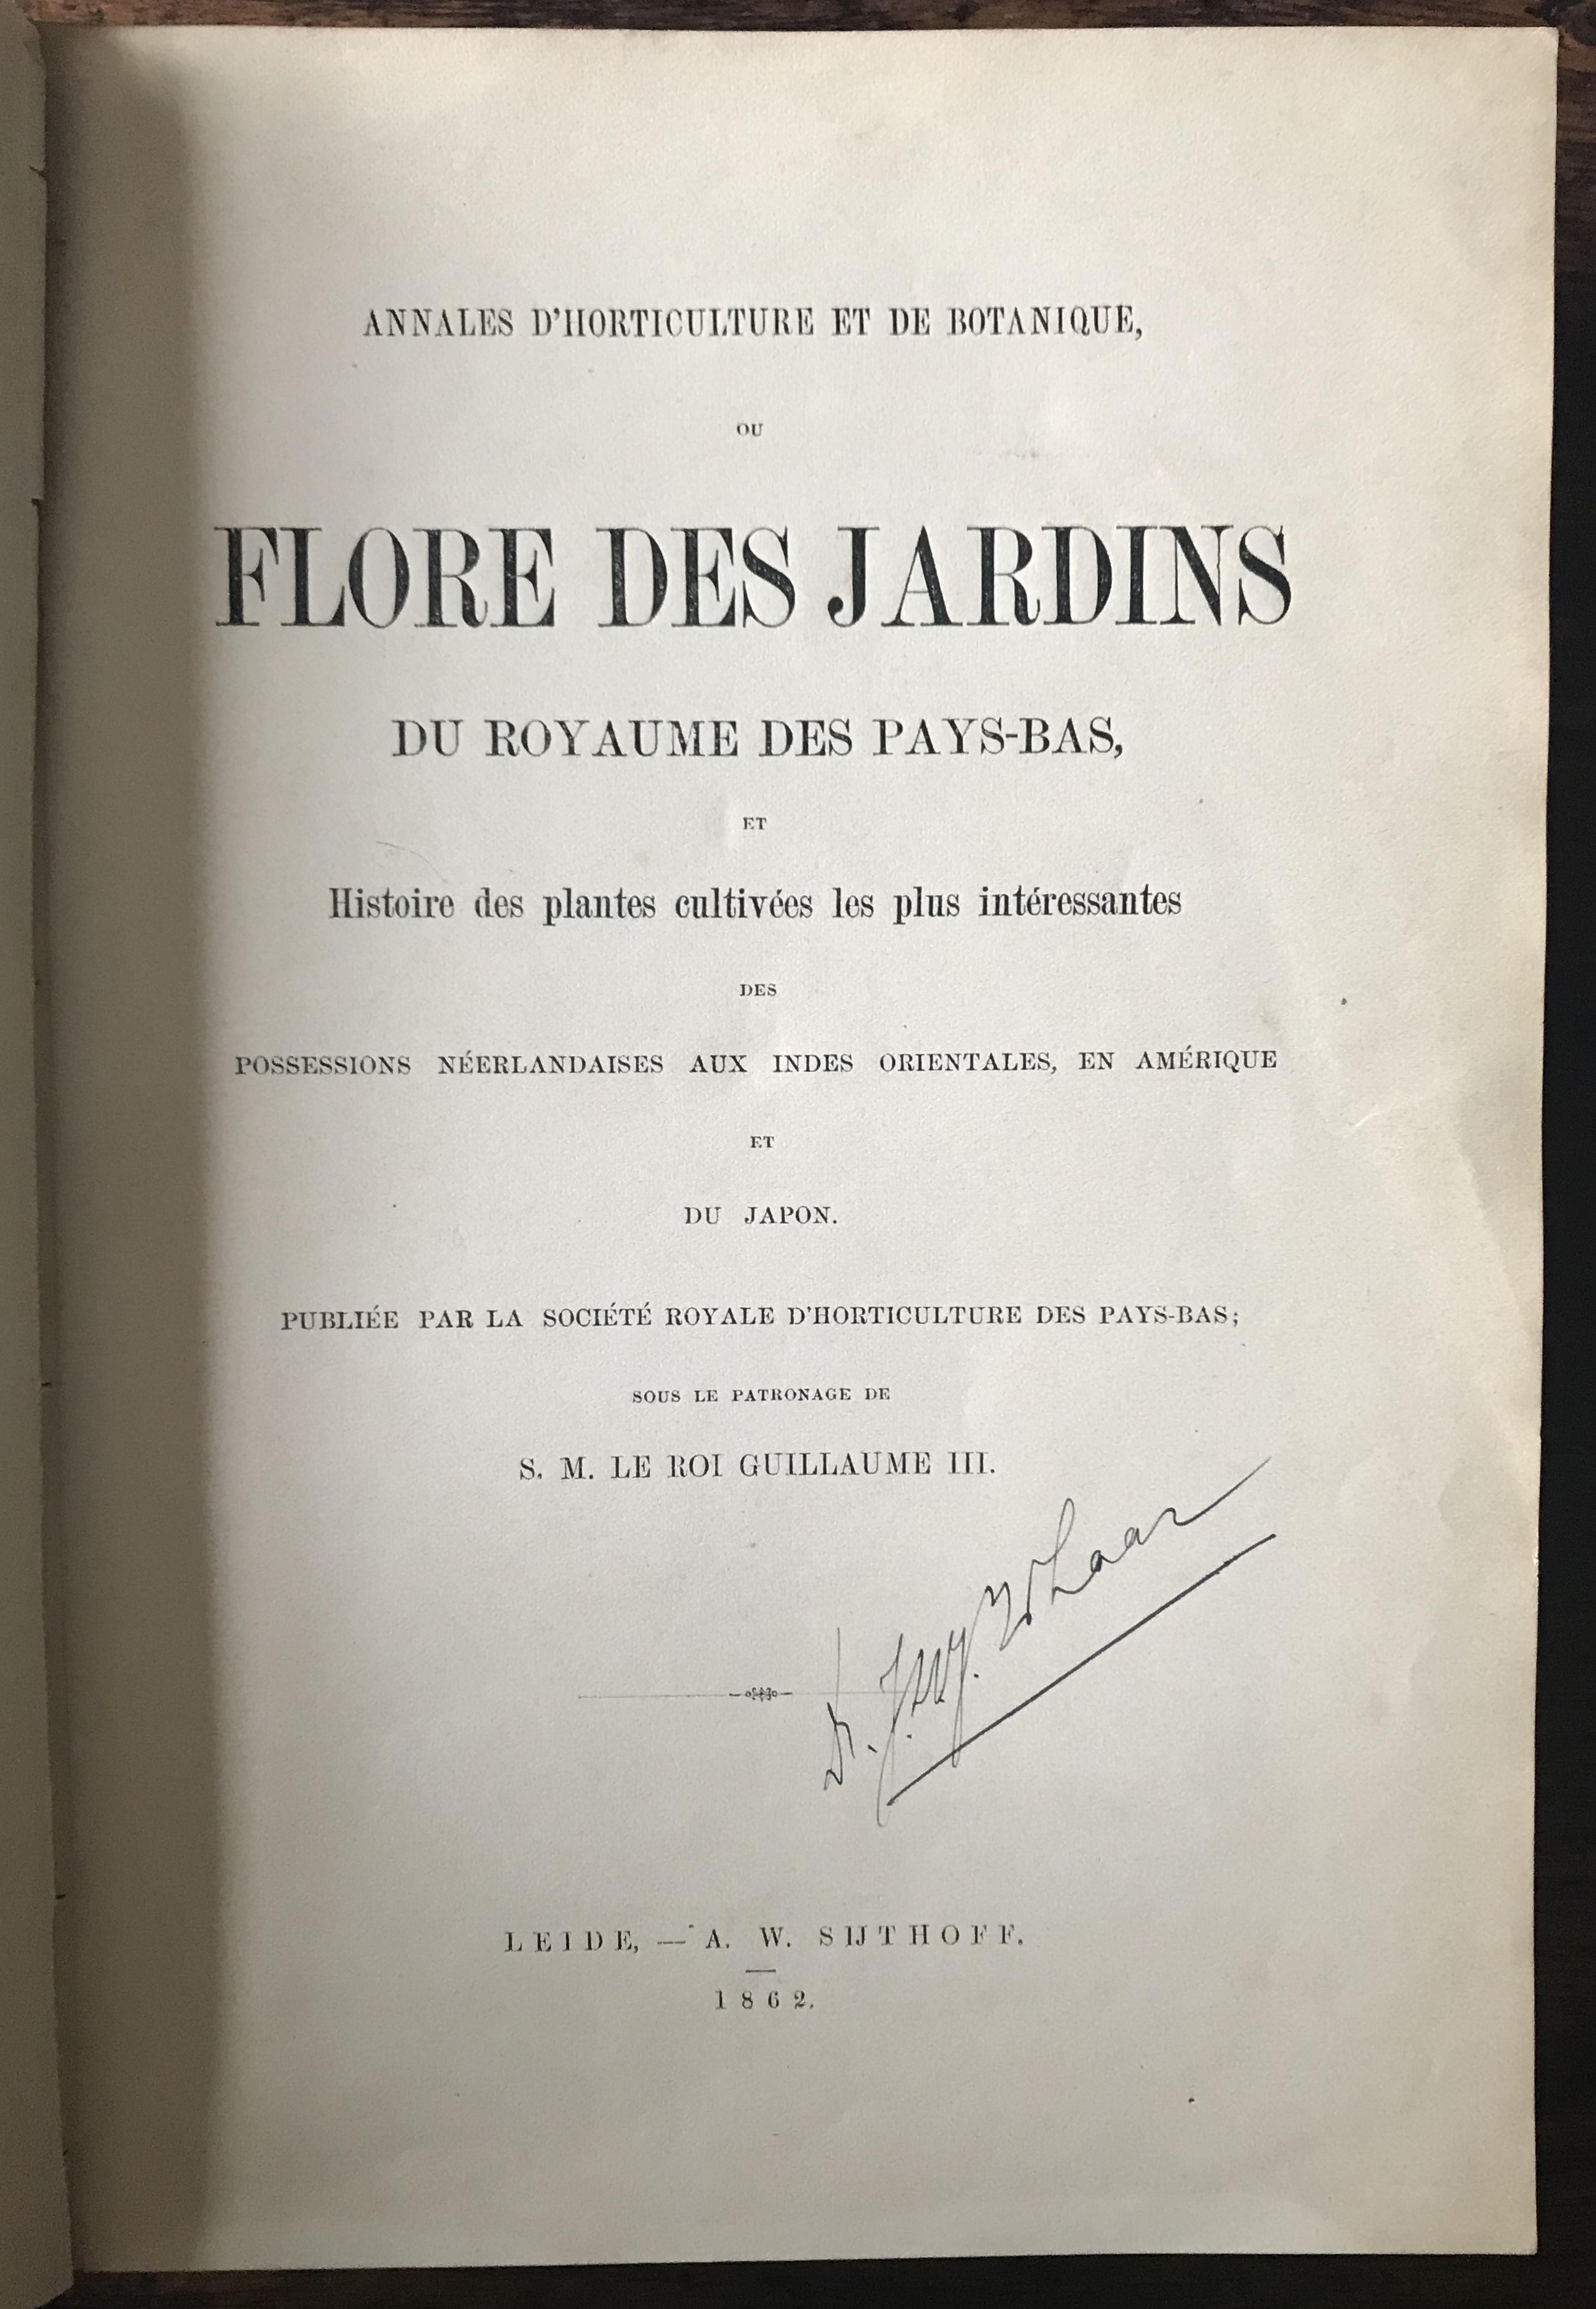 ANNALES D'HORTICULTURE ET DE BOTANIQUE,
OU
FLORE DES JARDINS
DU ROYAUME DES PAYS-BAS,
ET
Histoire des plantes cultivées les plus intéressantes
DES
POSSESSIONS NÉERLANDAISES AUX INDES ORIENTALES, EN AMÉRIQUE
ET
DU JAPON.
PUBLIÉE PAR LA SOCIÉTÉ ROYALE D'HORTICULTURE DES PAYS-BAS;
SOUS LE PATRONAGE DE
S. M. LE ROI GUILLAUME III.
LEIDE, — A. W. SIJTHOFF.
1862.